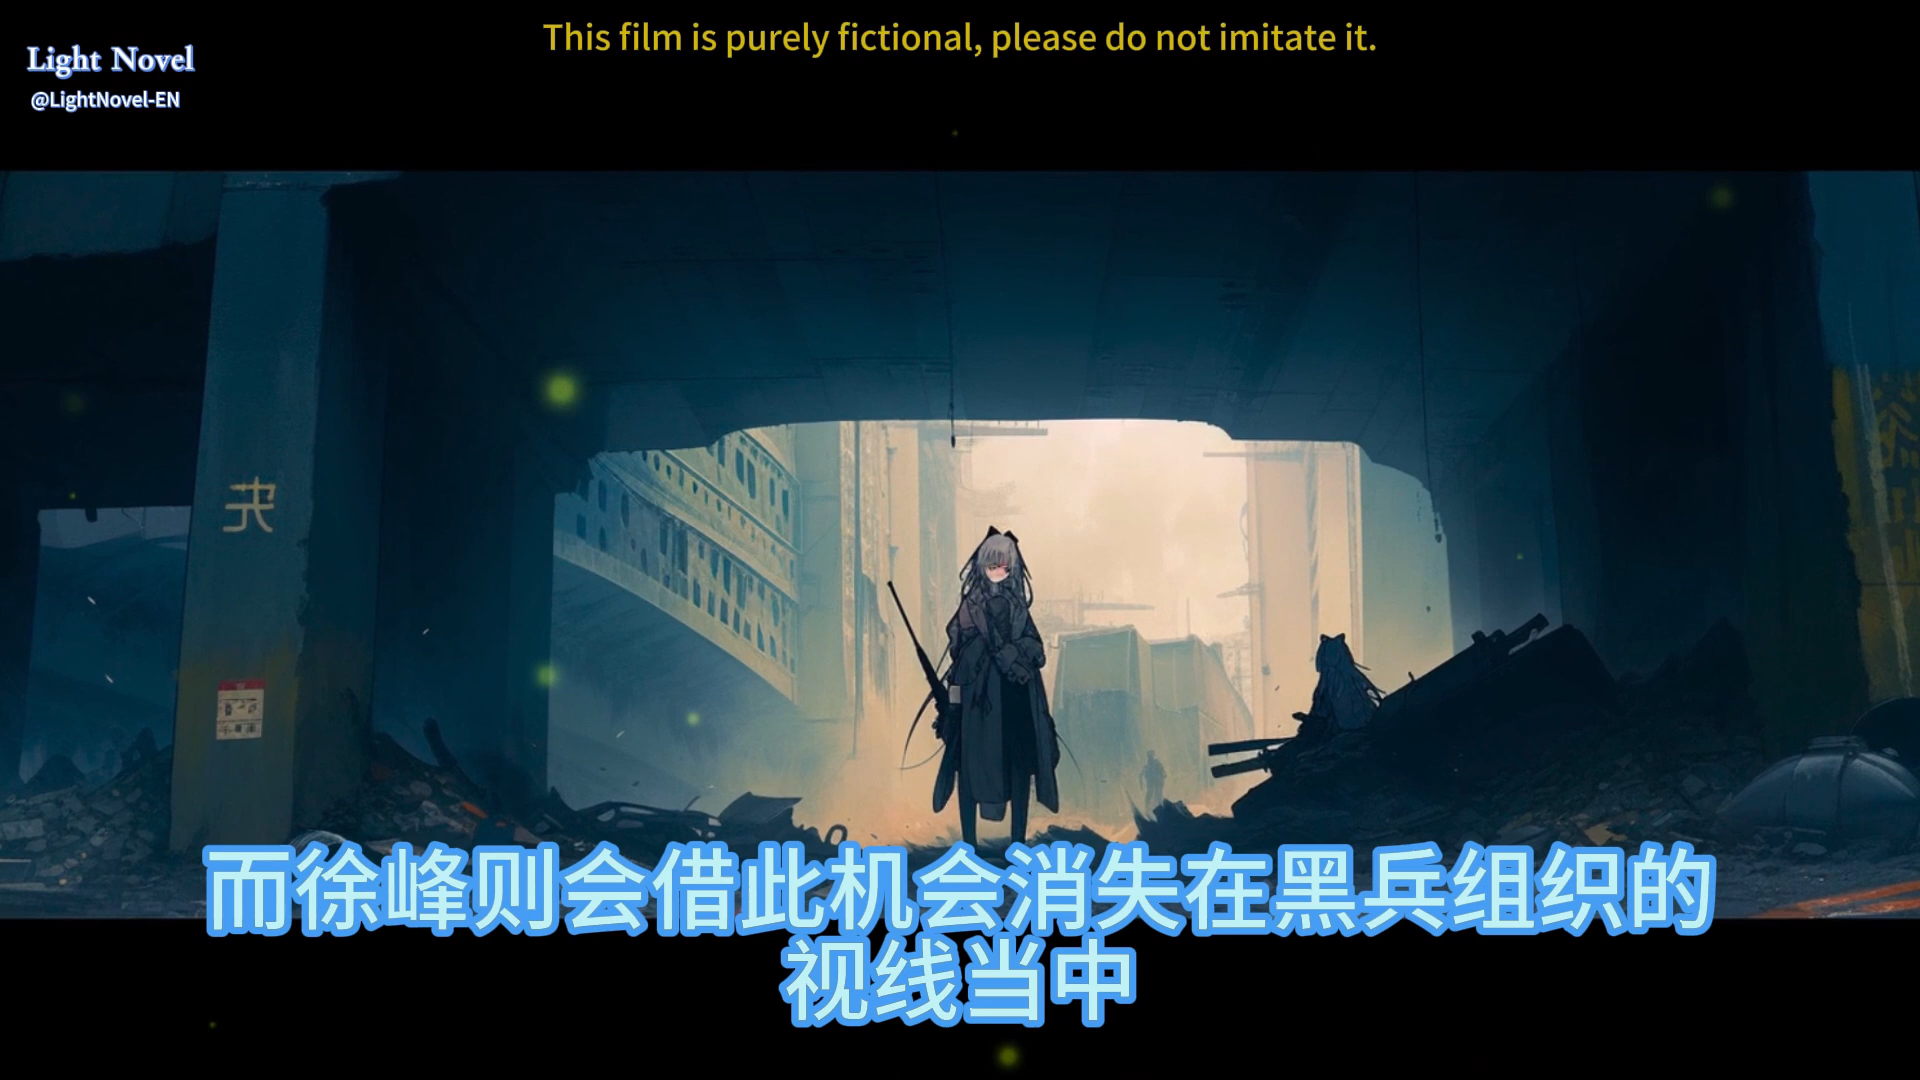 This film is purely fictional, please do not imitate it.
Light Novel
@LightNovel-EN
而徐峰则会借此机会消失在黑兵组织的
视线当中